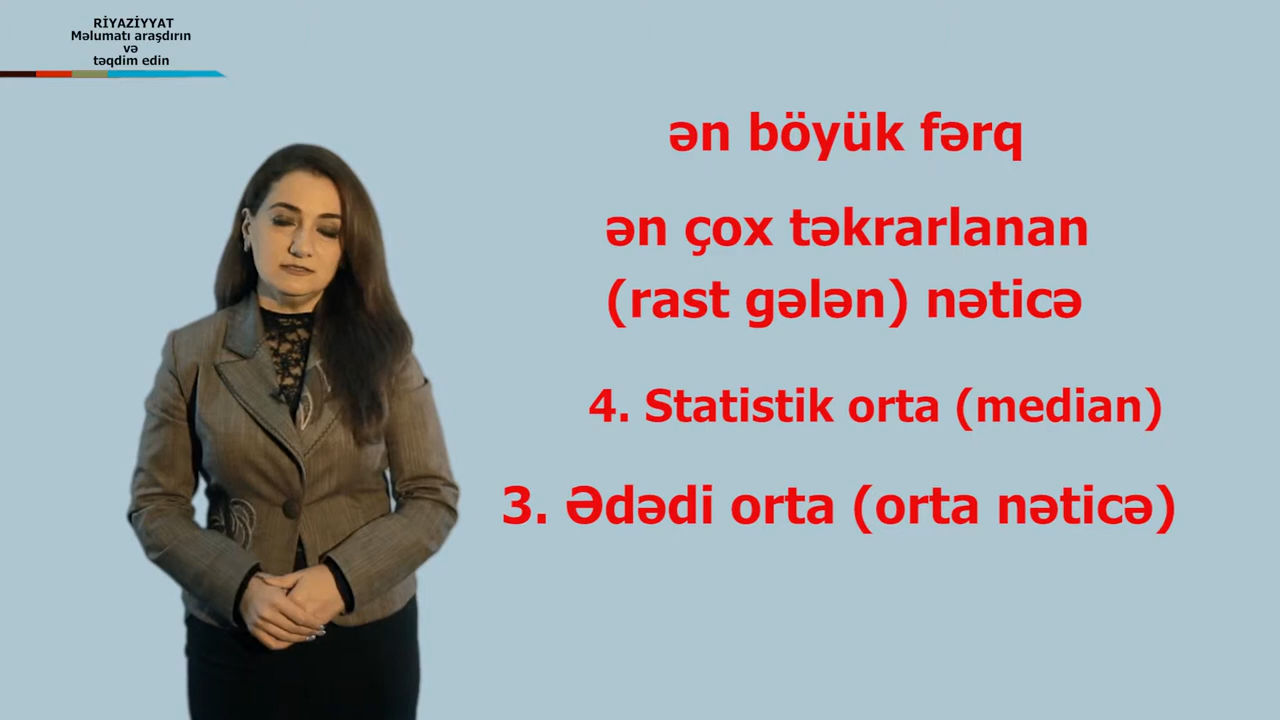 RİYAZİYYAT
Məlumatı araşdırın
və
təqdim edin
ən böyük fərq
ən çox təkrarlanan
(rast gələn) nəticə
4. Statistik orta (median)
3. Ədədi orta (orta nəticə)